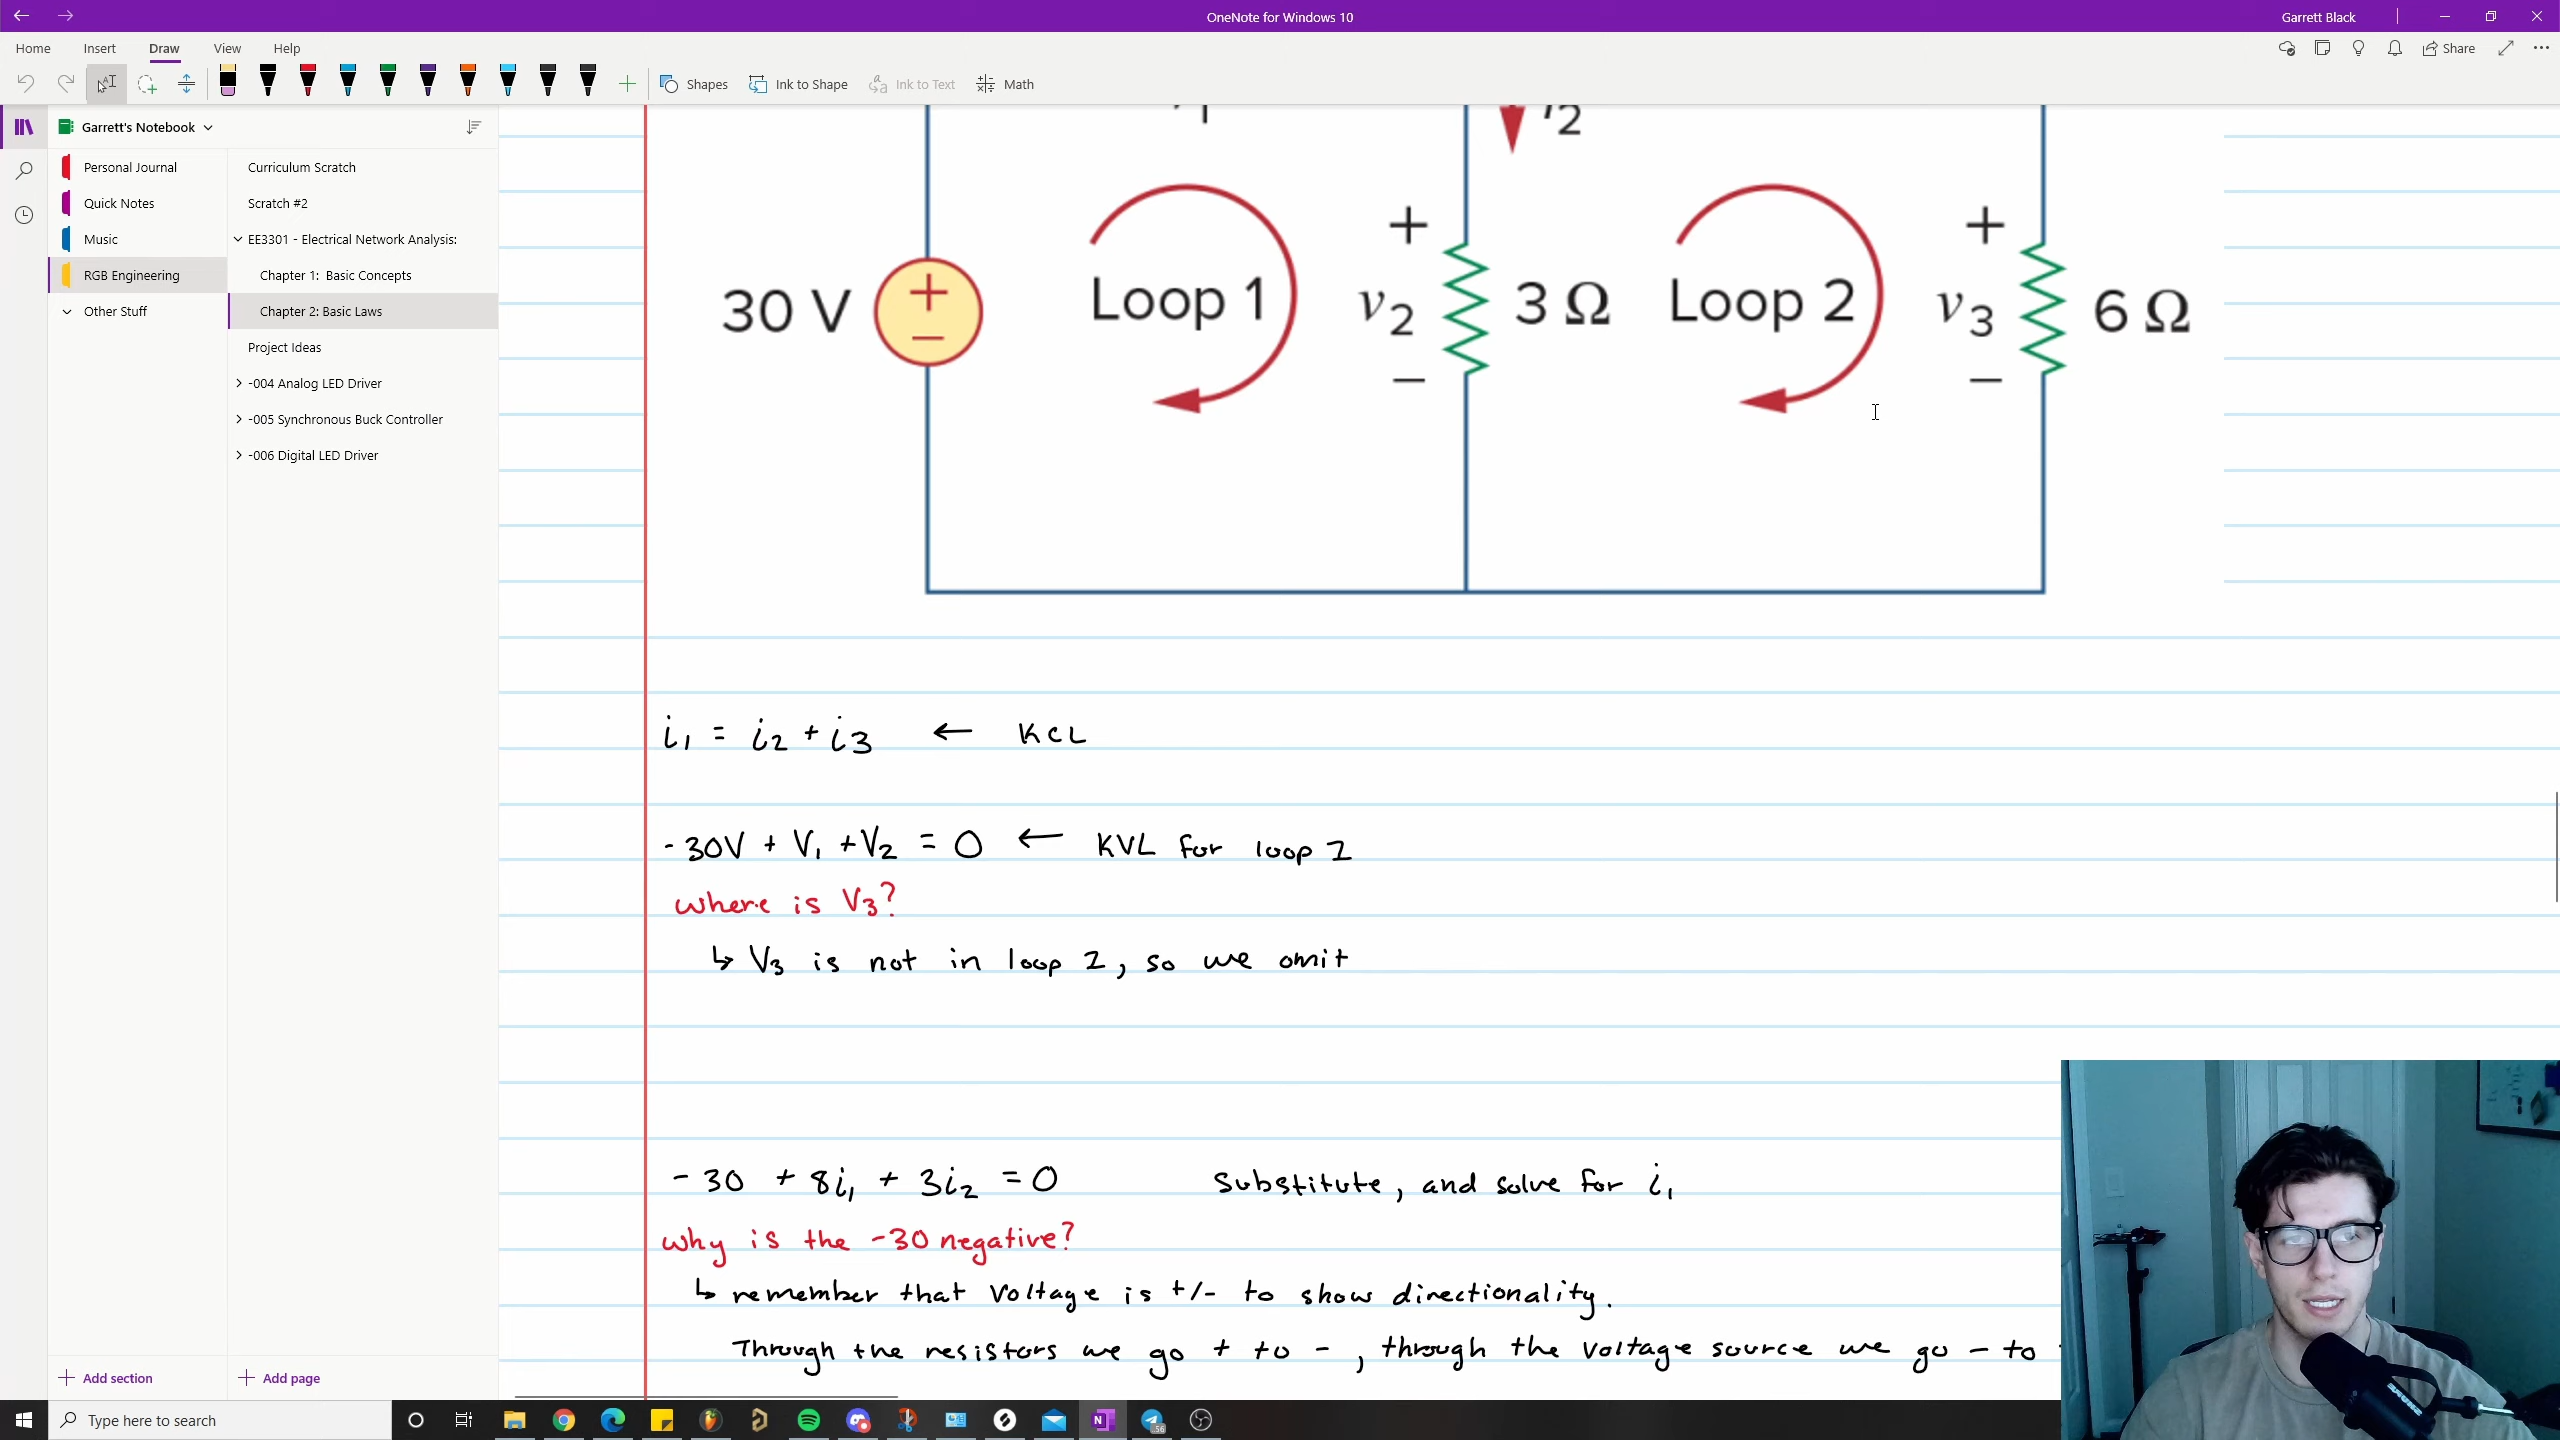 OneNote for Windows 10
Garrett Black
Home Insert Draw View Help
Share
Shapes Ink to Shape Ink to Text Math
Garrett's Notebook
Personal Journal
Quick Notes
Music
RGB Engineering
Other Stuff
Curriculum Scratch
Scratch #2
EE3301 - Electrical Network Analysis:
Chapter 1: Basic Concepts
Chapter 2: Basic Laws
Project Ideas
-004 Analog LED Driver
-005 Synchronous Buck Controller
-006 Digital LED Driver
30 V + − Loop 1 + v2 − 3 Ω Loop 2 + v3 − 6 Ω
i1 = i2 + i3 ← KCL
-30V + V1 + V2 = 0 ← KVL for loop 1
where is V3?
↳ V3 is not in loop 1, so we omit
-30 + 8i1 + 3i2 = 0 Substitute, and solve for i1
why is the -30 negative?
↳ remember that voltage is +/- to show directionality.
Through the resistors we go + to -, through the voltage source we go - to
Add section
Add page
Type here to search